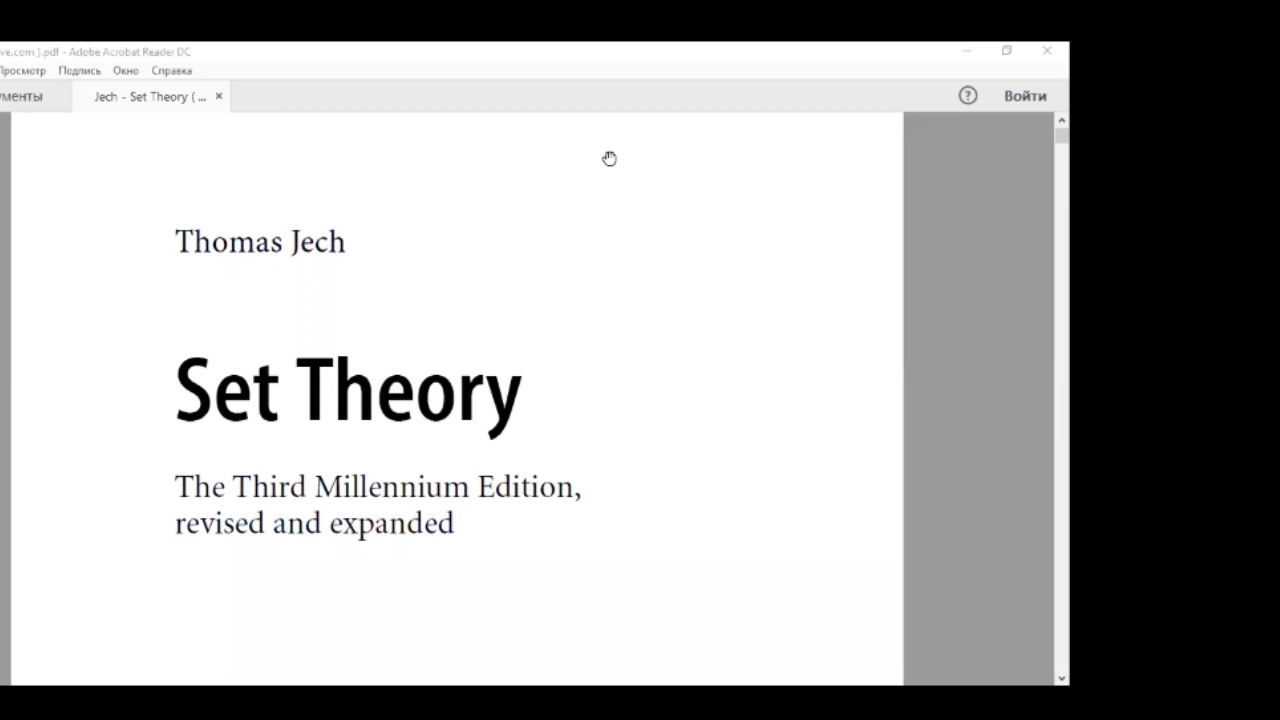 ve.com ).pdf - Adobe Acrobat Reader DC
Просмотр Подпись Окно Справка
ументы Jech - Set Theory ( ... × ? Войти
Thomas Jech
Set Theory
The Third Millennium Edition,
revised and expanded